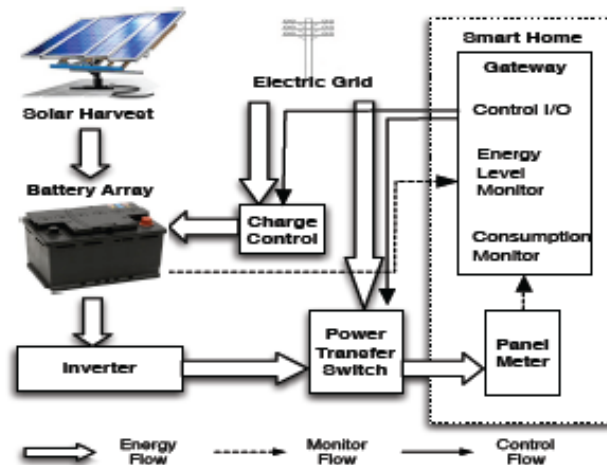 Smart Home
Gateway
Electric Grid
Solar Harvest
Control I/O
Energy
Level
Monitor
Battery Array
Charge
Control
Consumption
Monitor
Power
Transfer
Switch
Panel
Meter
Inverter
Energy
Flow
Monitor
Flow
Control
Flow